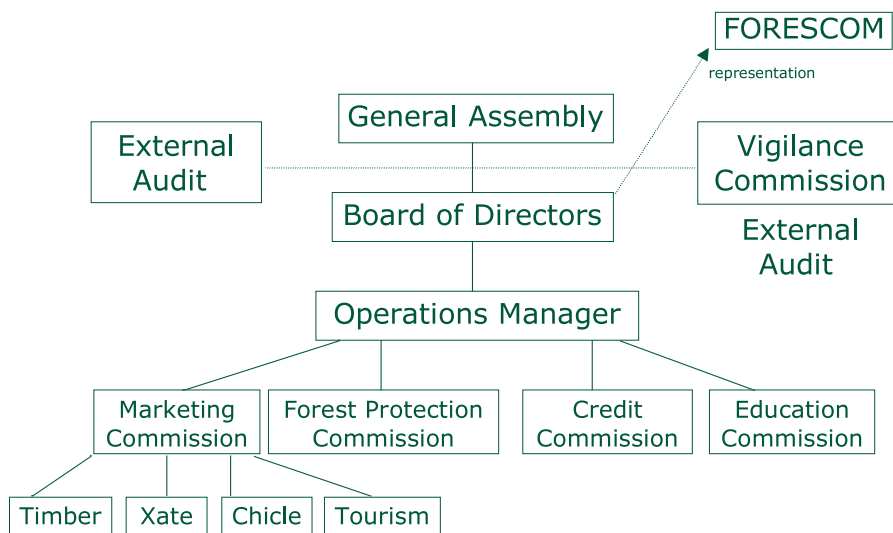 FORESCOM
representation
General Assembly
External
Audit
Vigilance
Commission
Board of Directors
External
Audit
Operations Manager
Marketing
Commission
Forest Protection
Commission
Credit
Commission
Education
Commission
Timber
Xate
Chicle
Tourism